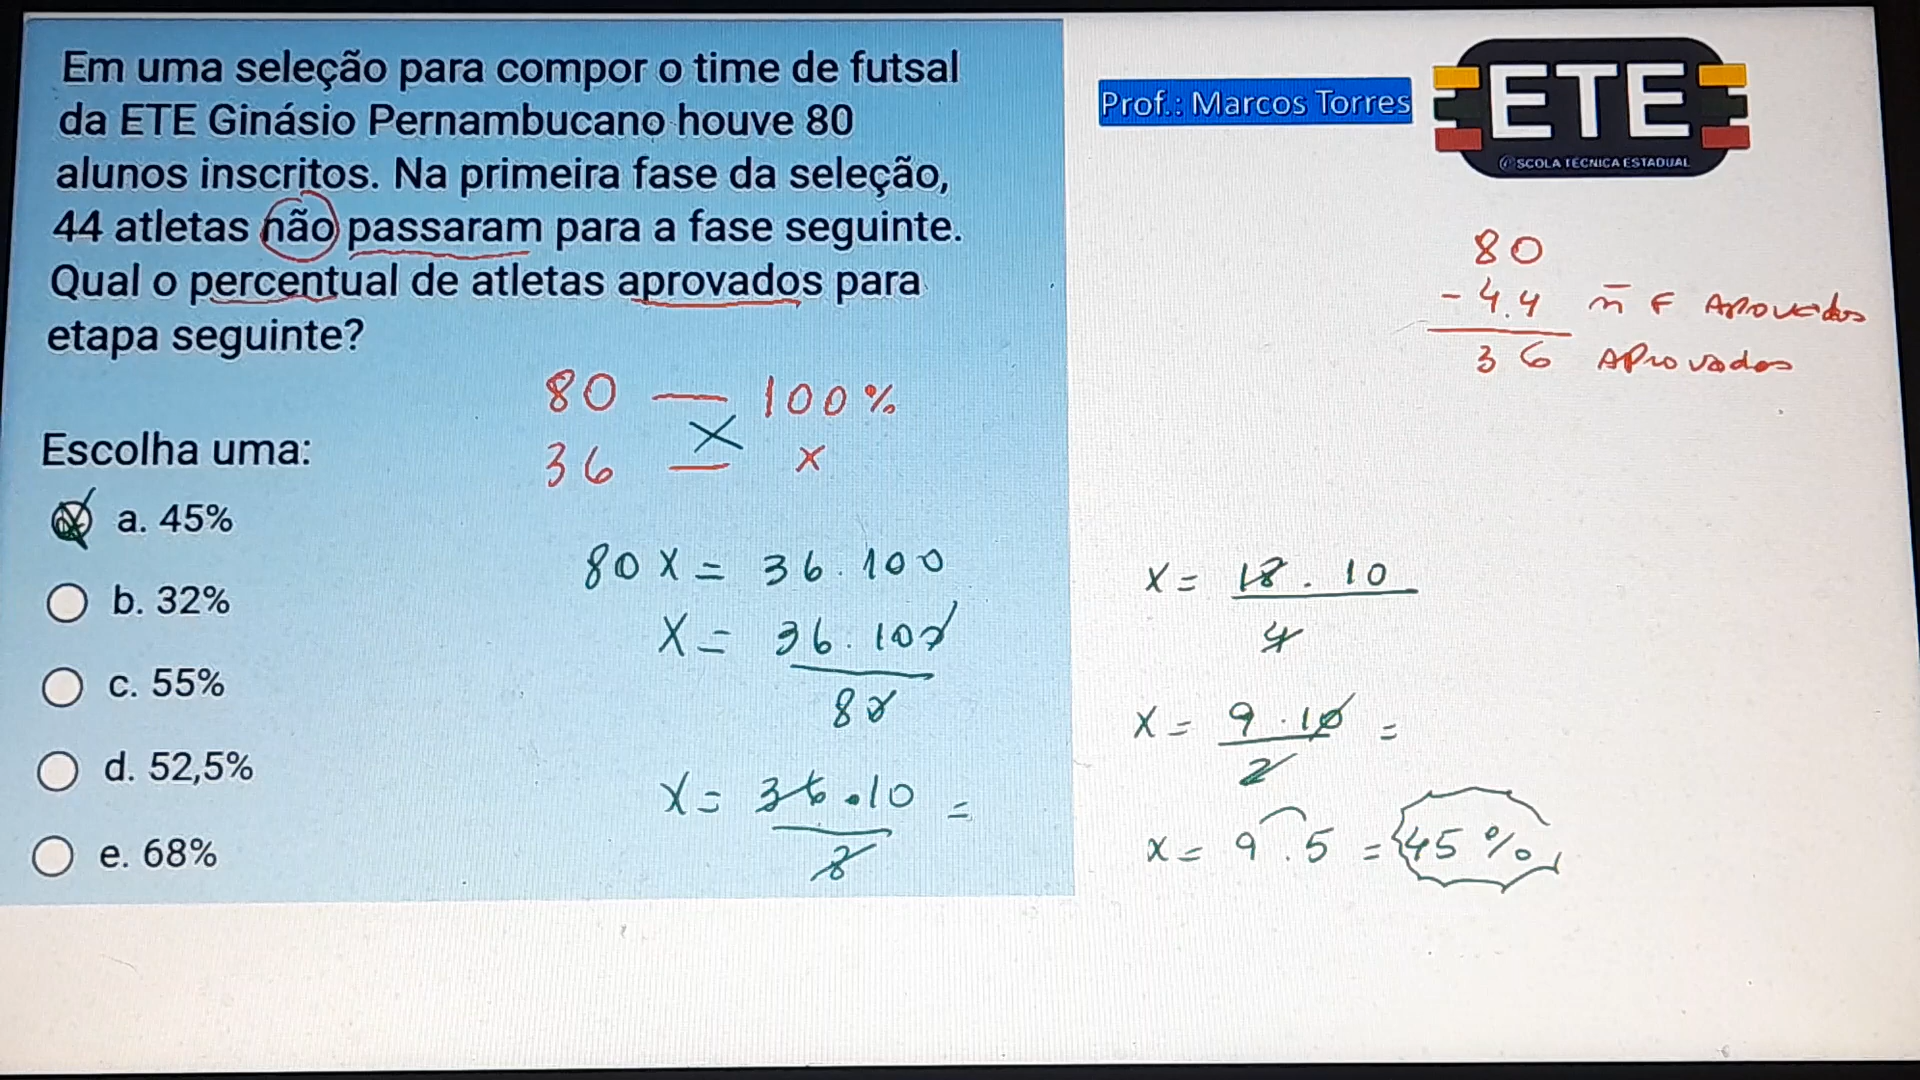 Em uma seleção para compor o time de futsal
da ETE Ginásio Pernambucano houve 80
alunos inscritos. Na primeira fase da seleção,
44 atletas não passaram para a fase seguinte.
Qual o percentual de atletas aprovados para
etapa seguinte?
80 — 100%
36 — x
Escolha uma:
a. 45%
b. 32%
c. 55%
d. 52,5%
e. 68%
80 X = 36 . 100
X = 36 . 100
80
X = 36 . 10 =
8
Prof.: Marcos Torres
ETE
ESCOLA TÉCNICA ESTADUAL
80
- 44 ñ F Aprovados
36 Aprovados
X = 18 . 10
4
X = 9 . 10 =
2
X = 9 . 5 = 45 %